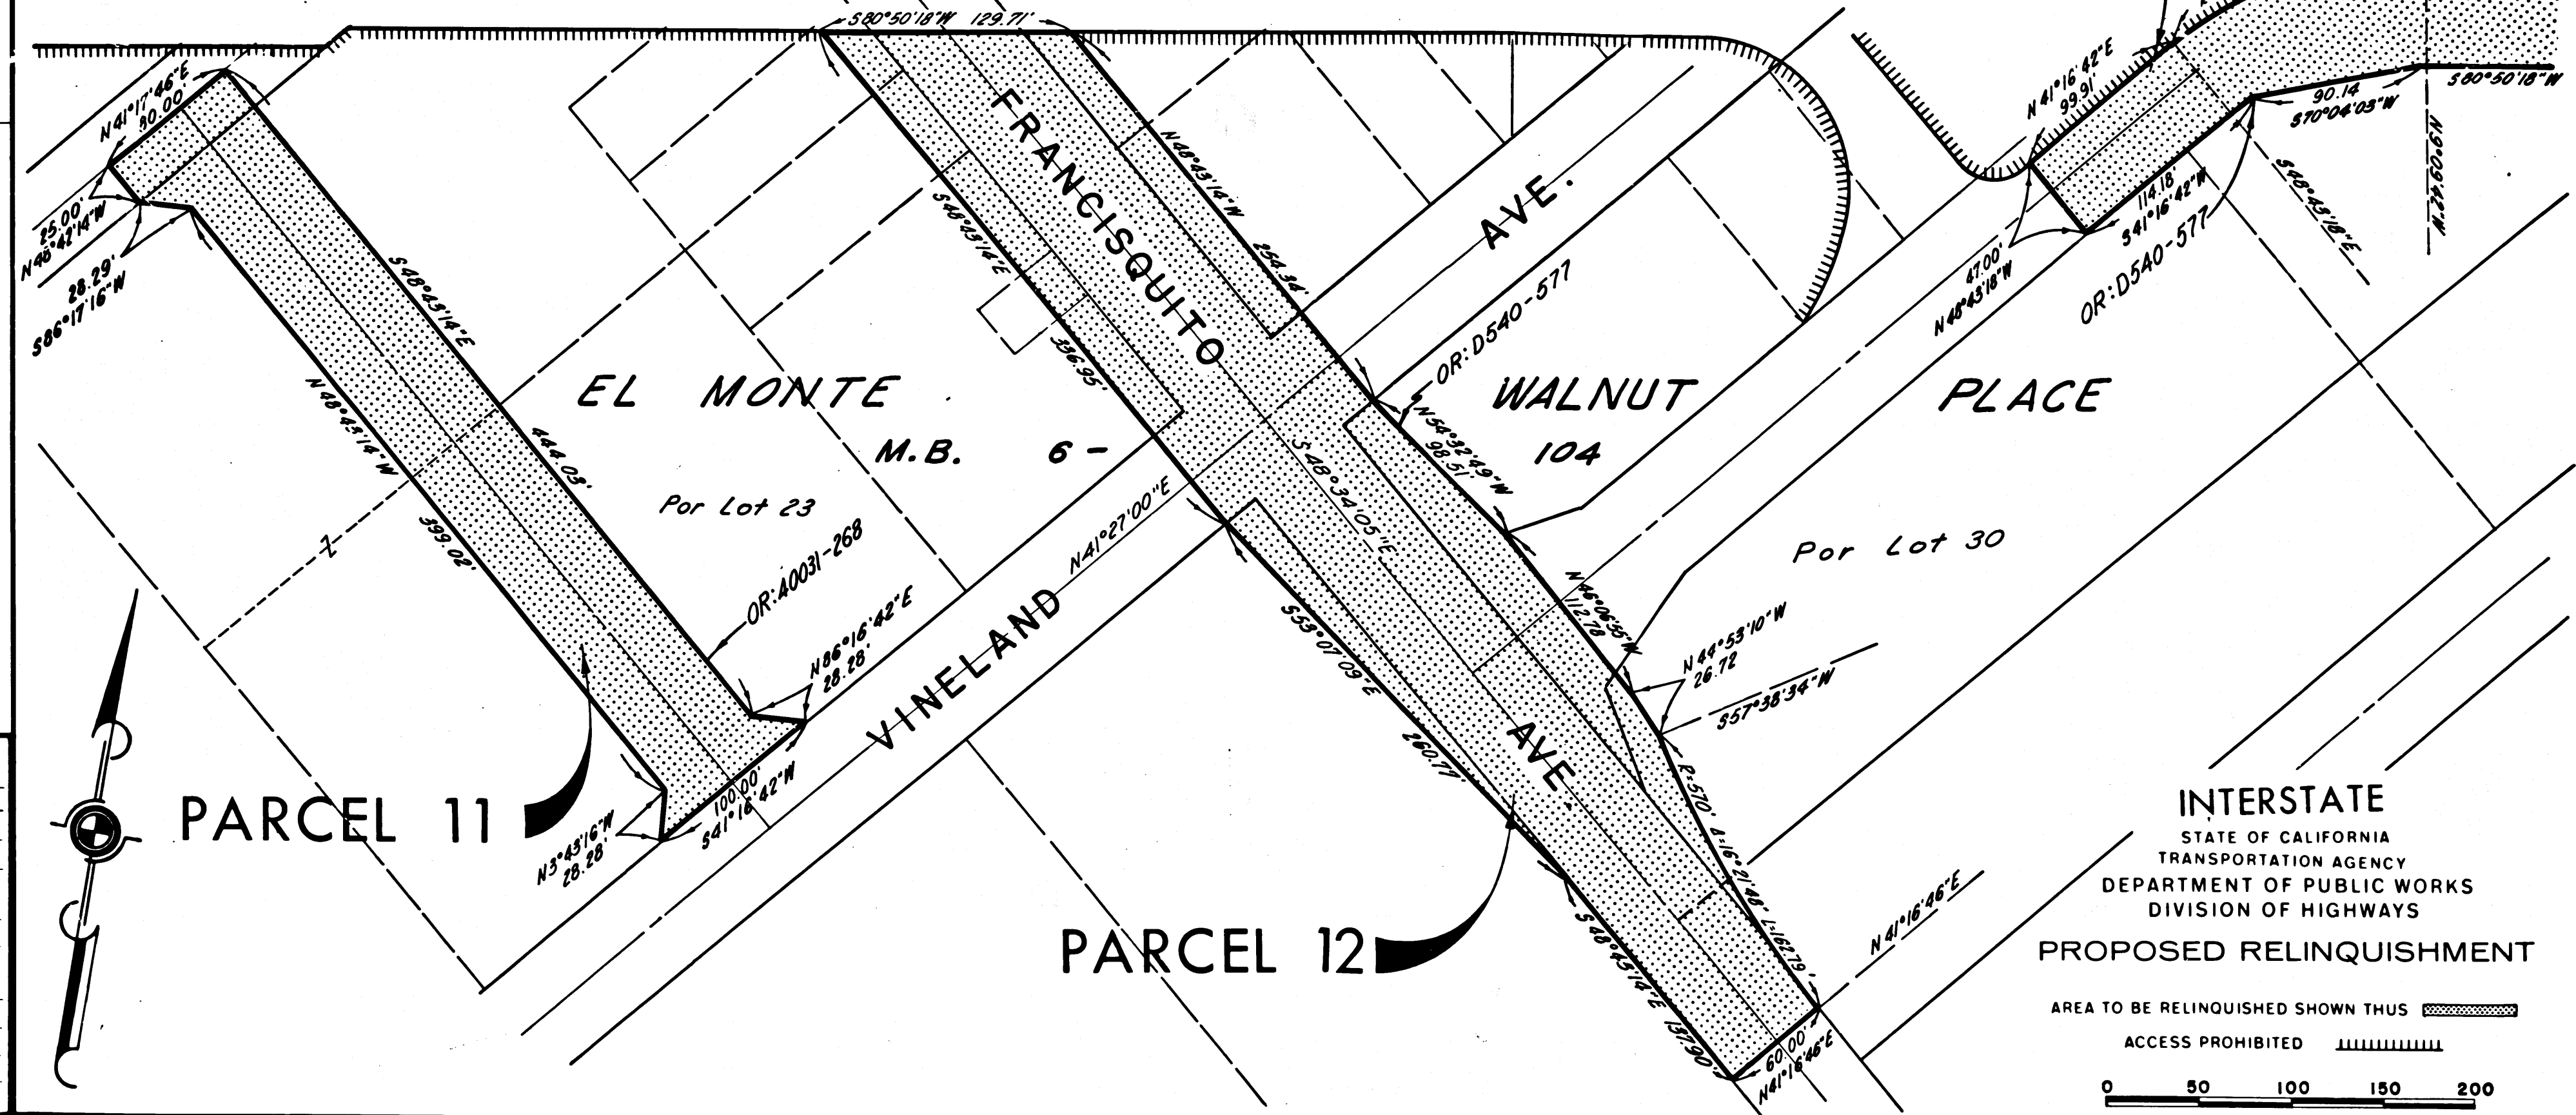 S80°50'18"W 129.71'
N41°17'46"E
90.00'
25.00'
N48°42'14"W
28.29'
S86°17'16"W
S48°43'14"E
444.03'
N48°43'14"W
399.02'
EL MONTE WALNUT PLACE
M.B. 6 - 104
Por Lot 23
OR:A0031-268
N86°16'42"E
28.28'
100.00'
S41°16'42"W
N3°43'16"W
28.28'
PARCEL 11
VINELAND AVE.
N41°27'00"E
FRANCISQUITO AVE.
S48°43'14"E
336.95'
N48°43'14"W
254.34'
OR:D540-577
N54°32'49"W
98.51'
S48°34'05"E
N46°06'55"W
112.78
N44°53'10"W
26.72
S57°38'34"W
R=570' Δ=16°21'48" L=162.79'
S53°07'09"E
260.77'
S48°43'14"E 137.90'
60.00'
N41°16'46"E
N41°16'46"E
PARCEL 12
Por Lot 30
N41°16'42"E
99.91'
47.00'
N48°43'18"W
114.18'
S41°16'42"W
OR:D540-577
90.14
S70°04'03"W
S80°50'18"W
S48°43'18"E
INTERSTATE
STATE OF CALIFORNIA
TRANSPORTATION AGENCY
DEPARTMENT OF PUBLIC WORKS
DIVISION OF HIGHWAYS
PROPOSED RELINQUISHMENT
AREA TO BE RELINQUISHED SHOWN THUS
ACCESS PROHIBITED
0 50 100 150 200